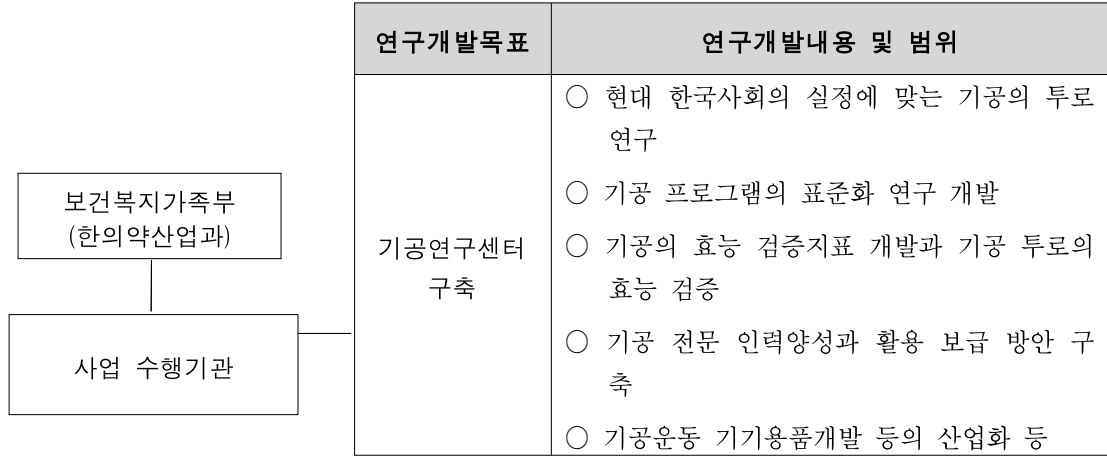 연구개발목표
연구개발내용 및 범위
보건복지가족부
(한의약산업과)
사업 수행기관
기공연구센터
구축
○ 현대 한국사회의 실정에 맞는 기공의 투로
연구
○ 기공 프로그램의 표준화 연구 개발
○ 기공의 효능 검증지표 개발과 기공 투로의
효능 검증
○ 기공 전문 인력양성과 활용 보급 방안 구
축
○ 기공운동 기기용품개발 등의 산업화 등